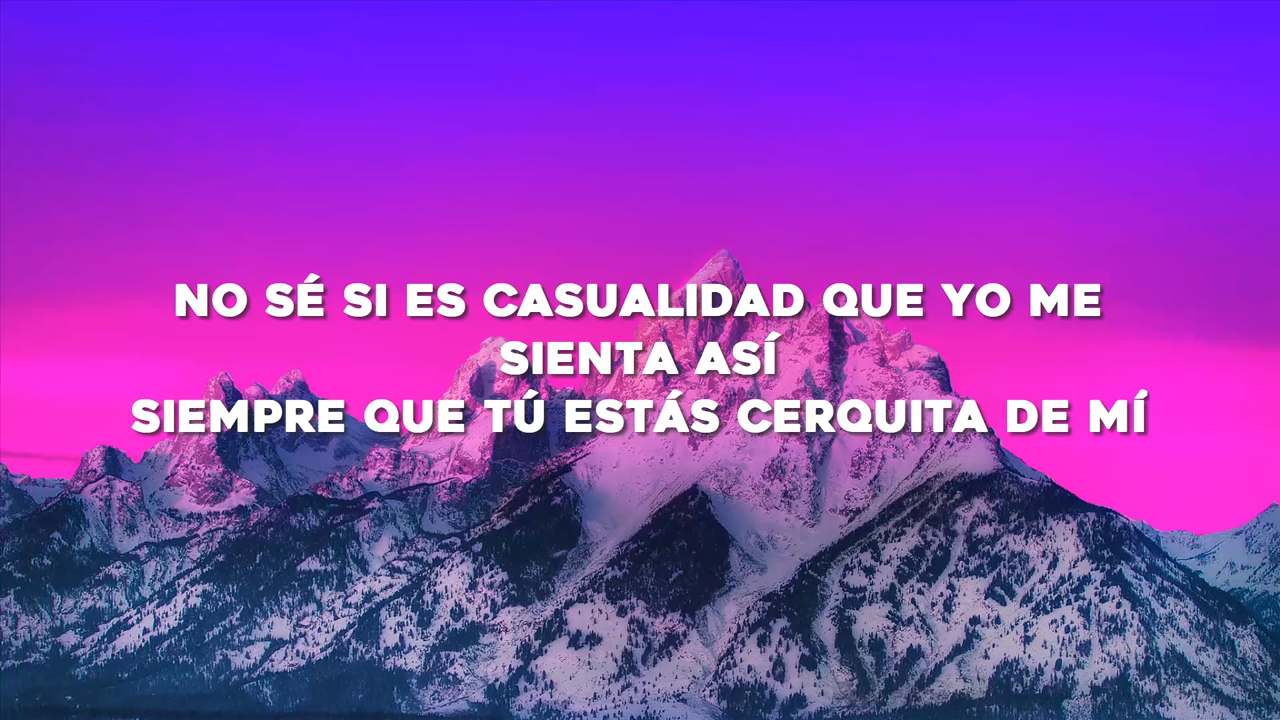 NO SÉ SI ES CASUALIDAD QUE YO ME
SIENTA ASÍ
SIEMPRE QUE TÚ ESTÁS CERQUITA DE MÍ